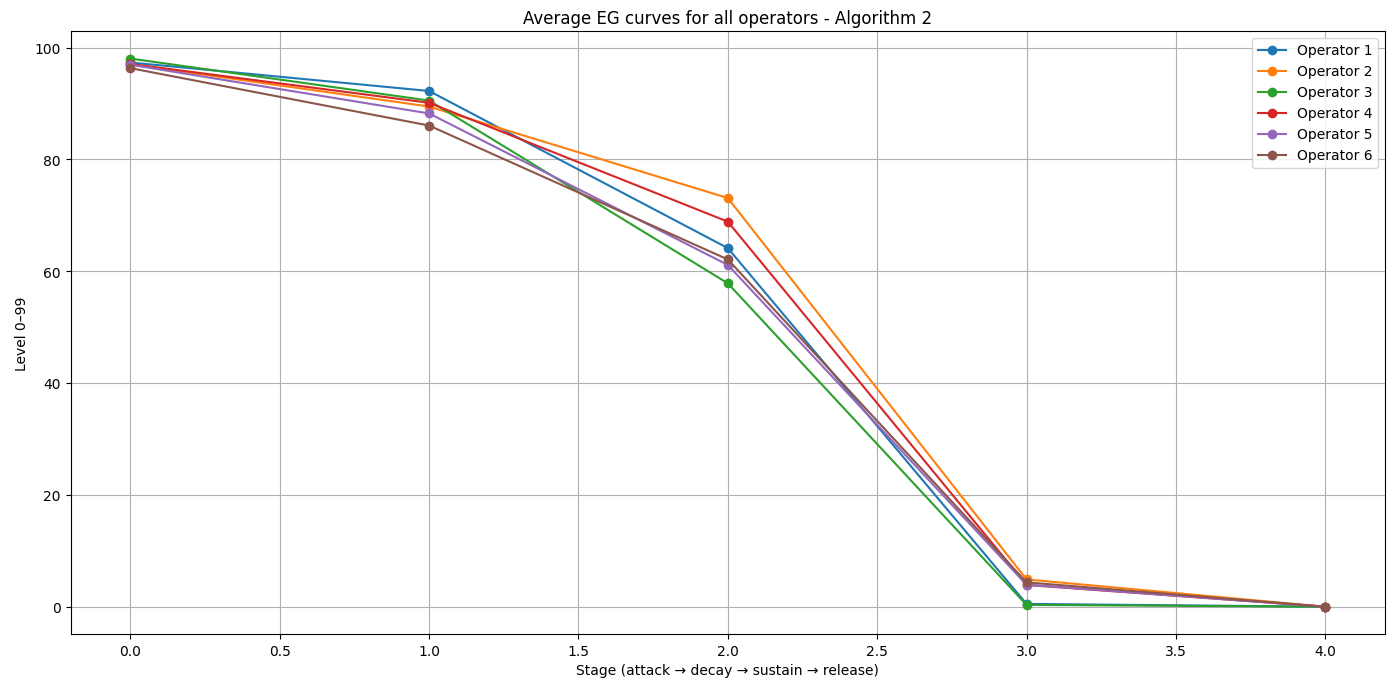 Average EG curves for all operators - Algorithm 2
Level 0–99
100
80
60
40
20
0
Operator 1
Operator 2
Operator 3
Operator 4
Operator 5
Operator 6
0.0 0.5 1.0 1.5 2.0 2.5 3.0 3.5 4.0
Stage (attack → decay → sustain → release)